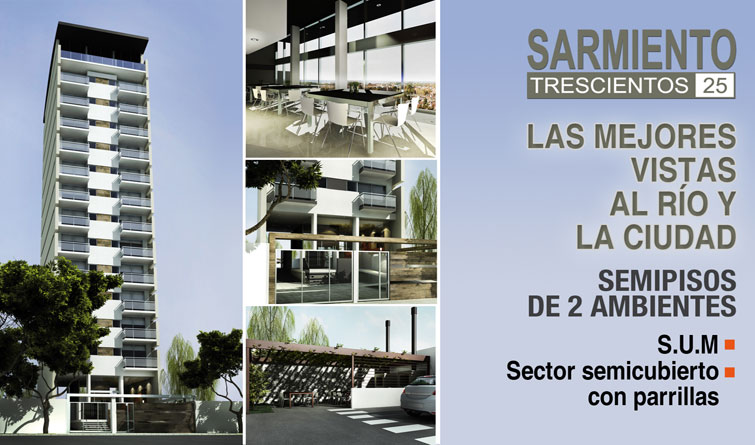 SARMIENTO
TRESCIENTOS 25
LAS MEJORES
VISTAS
AL RÍO Y
LA CIUDAD
SEMIPISOS
DE 2 AMBIENTES
S.U.M
Sector semicubierto
con parrillas